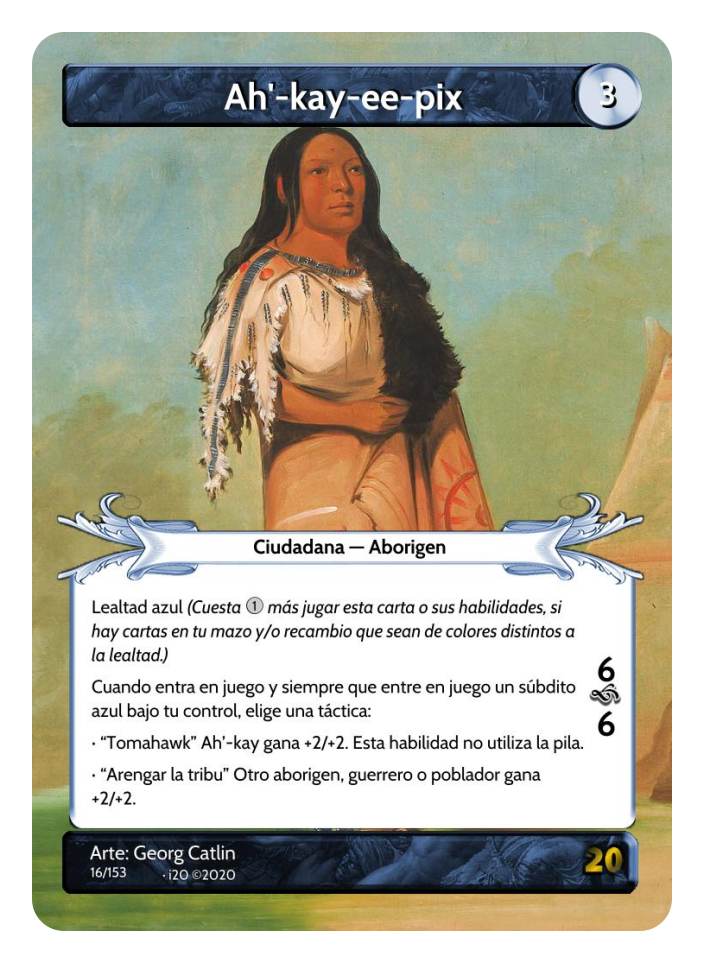 Ah'-kay-ee-pix
3
Ciudadana — Aborigen
Lealtad azul (Cuesta 1 más jugar esta carta o sus habilidades, si
hay cartas en tu mazo y/o recambio que sean de colores distintos a
la lealtad.)
Cuando entra en juego y siempre que entre en juego un súbdito
azul bajo tu control, elige una táctica:
· “Tomahawk” Ah’-kay gana +2/+2. Esta habilidad no utiliza la pila.
· “Arengar la tribu” Otro aborigen, guerrero o poblador gana
+2/+2.
6
6
Arte: Georg Catlin
16/153 · i20 ©2020
20